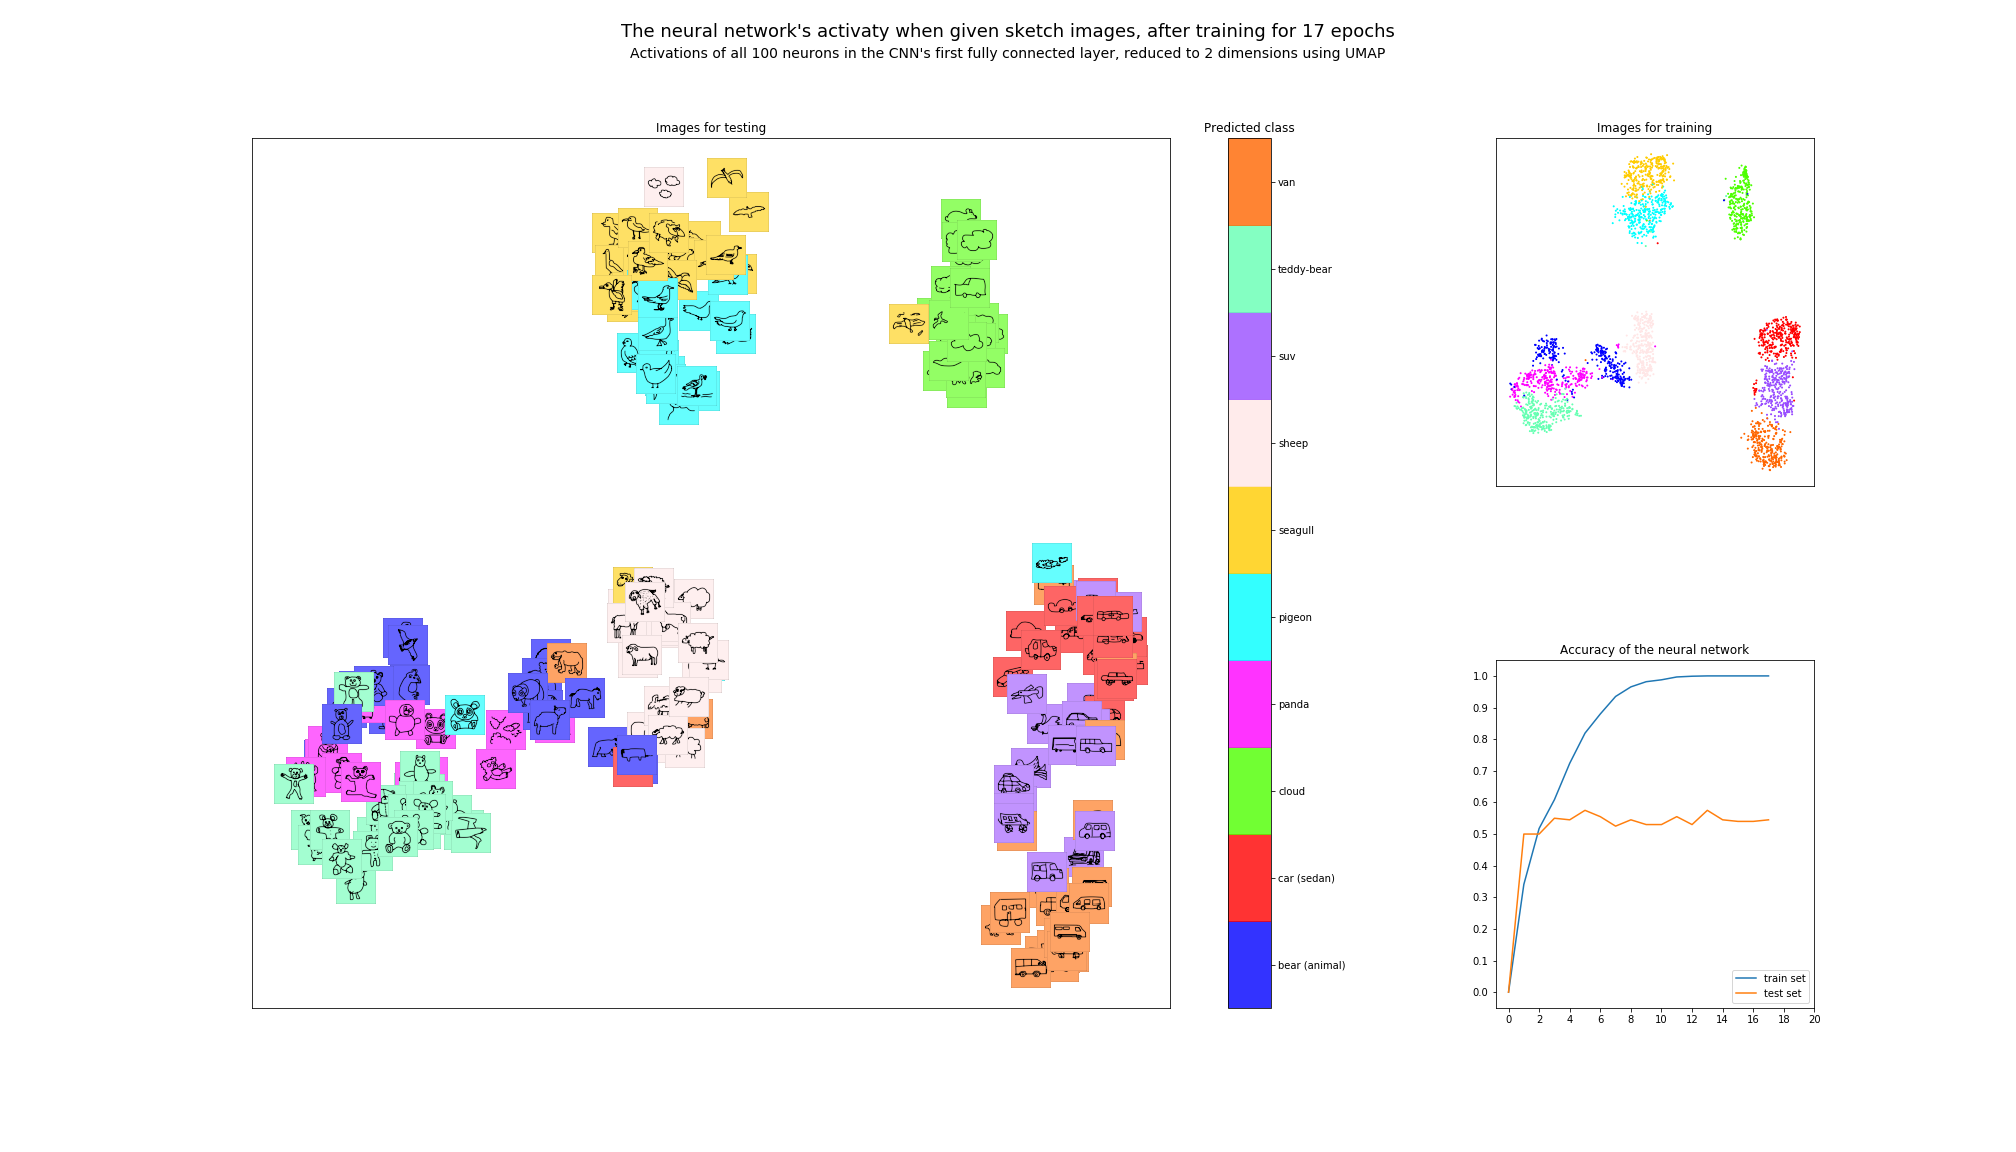 The neural network's activaty when given sketch images, after training for 17 epochs
Activations of all 100 neurons in the CNN's first fully connected layer, reduced to 2 dimensions using UMAP
Images for testing
Predicted class
van
teddy-bear
suv
sheep
seagull
pigeon
panda
cloud
car (sedan)
bear (animal)
Images for training
Accuracy of the neural network
1.0
0.9
0.8
0.7
0.6
0.5
0.4
0.3
0.2
0.1
0.0
train set
test set
0 2 4 6 8 10 12 14 16 18 20